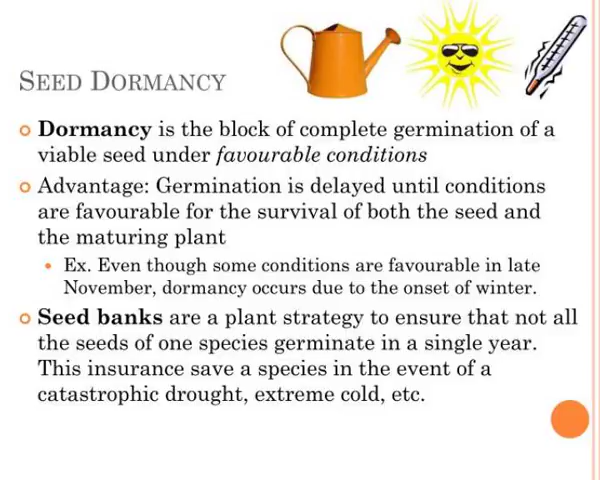 SEED DORMANCY
Dormancy is the block of complete germination of a
viable seed under favourable conditions
Advantage: Germination is delayed until conditions
are favourable for the survival of both the seed and
the maturing plant
Ex. Even though some conditions are favourable in late
November, dormancy occurs due to the onset of winter.
Seed banks are a plant strategy to ensure that not all
the seeds of one species germinate in a single year.
This insurance save a species in the event of a
catastrophic drought, extreme cold, etc.